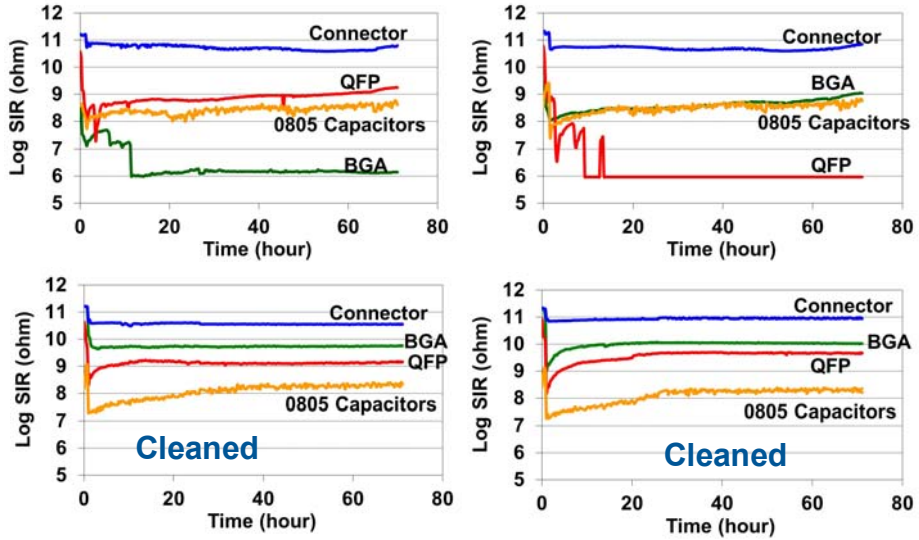 12
11
10
9
8
7
6
5
Log SIR (ohm)
Connector
QFP
0805 Capacitors
BGA
0 20 40 60 80
Time (hour)
12
11
10
9
8
7
6
5
Log SIR (ohm)
Connector
BGA
0805 Capacitors
QFP
0 20 40 60 80
Time (hour)
12
11
10
9
8
7
6
5
Log SIR (ohm)
Connector
BGA
QFP
0805 Capacitors
Cleaned
0 20 40 60 80
Time (hour)
12
11
10
9
8
7
6
5
Log SIR (ohm)
Connector
BGA
QFP
0805 Capacitors
Cleaned
0 20 40 60 80
Time (hour)